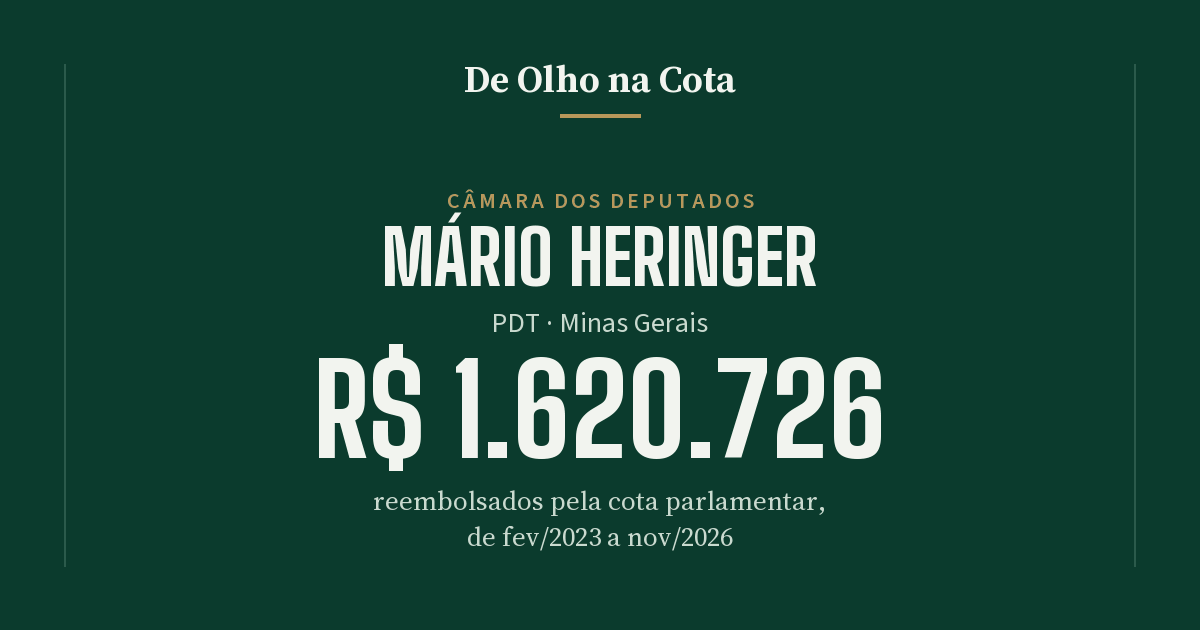 De Olho na Cota
CÂMARA DOS DEPUTADOS
MÁRIO HERINGER
PDT · Minas Gerais
R$ 1.620.726
reembolsados pela cota parlamentar,
de fev/2023 a nov/2026